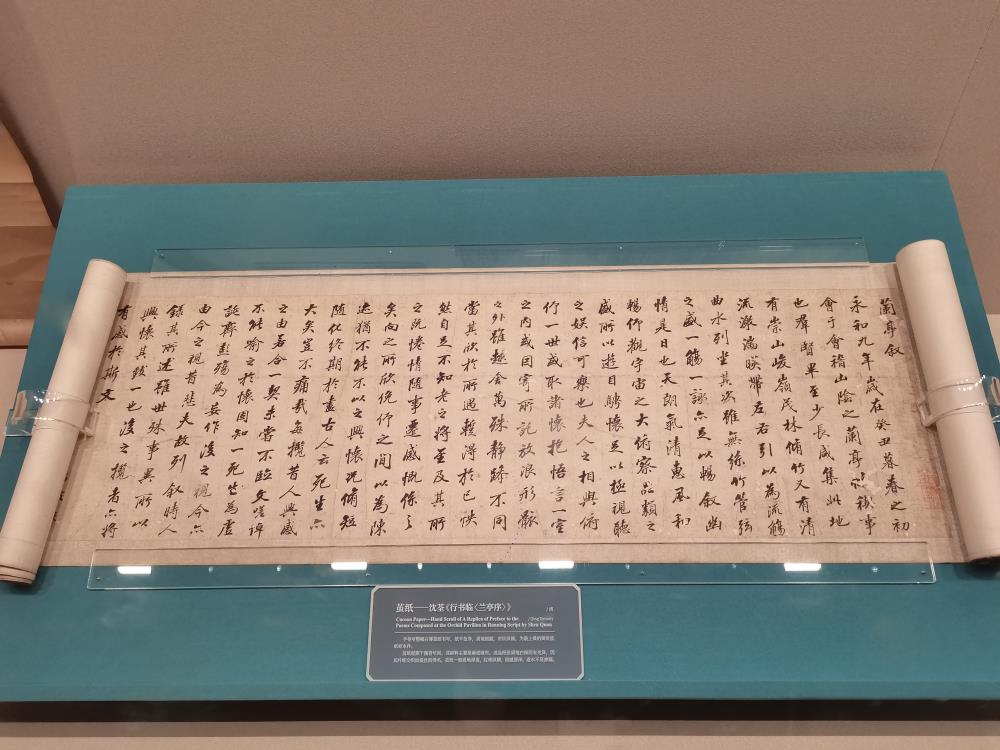 蘭亭叙
永和九年歲在癸丑暮春之初
會于會稽山陰之蘭亭脩稧事
也羣賢畢至少長咸集此地
有崇山峻嶺茂林脩竹又有清
流激湍暎帶左右引以為流觴
曲水列坐其次雖無絲竹管弦
之盛一觴一詠亦足以暢叙幽
情是日也天朗氣清惠風和
暢仰觀宇宙之大俯察品類之
盛所以遊目騁懷足以極視聽
之娛信可樂也夫人之相與俯
仰一世或取諸懷抱悟言一室
之內或因寄所託放浪形骸
之外雖趣舍萬殊靜躁不同
當其欣於所遇暫得於己怏
然自足不知老之將至及其所
之既惓情隨事遷感慨係之
矣向之所欣俛仰之間以為陳
迹猶不能不以之興懷況脩短
隨化終期於盡古人云死生亦
大矣豈不痛哉每攬昔人興感
之由若合一契未嘗不臨文嗟悼
不能喻之於懷固知一死生為虛
誕齊彭殤為妄作後之視今亦
由今之視昔悲夫故列叙時人
錄其所述雖世殊事異所以
興懷其致一也後之攬者亦將
有感於斯文
茧纸——沈荃《行书临〈兰亭序〉》 /清
Cocoon Paper—Hand Scroll of A Replica of Preface to the /Qing Dynasty
Poems Composed at the Orchid Pavilion in Running Script by Shen Quan